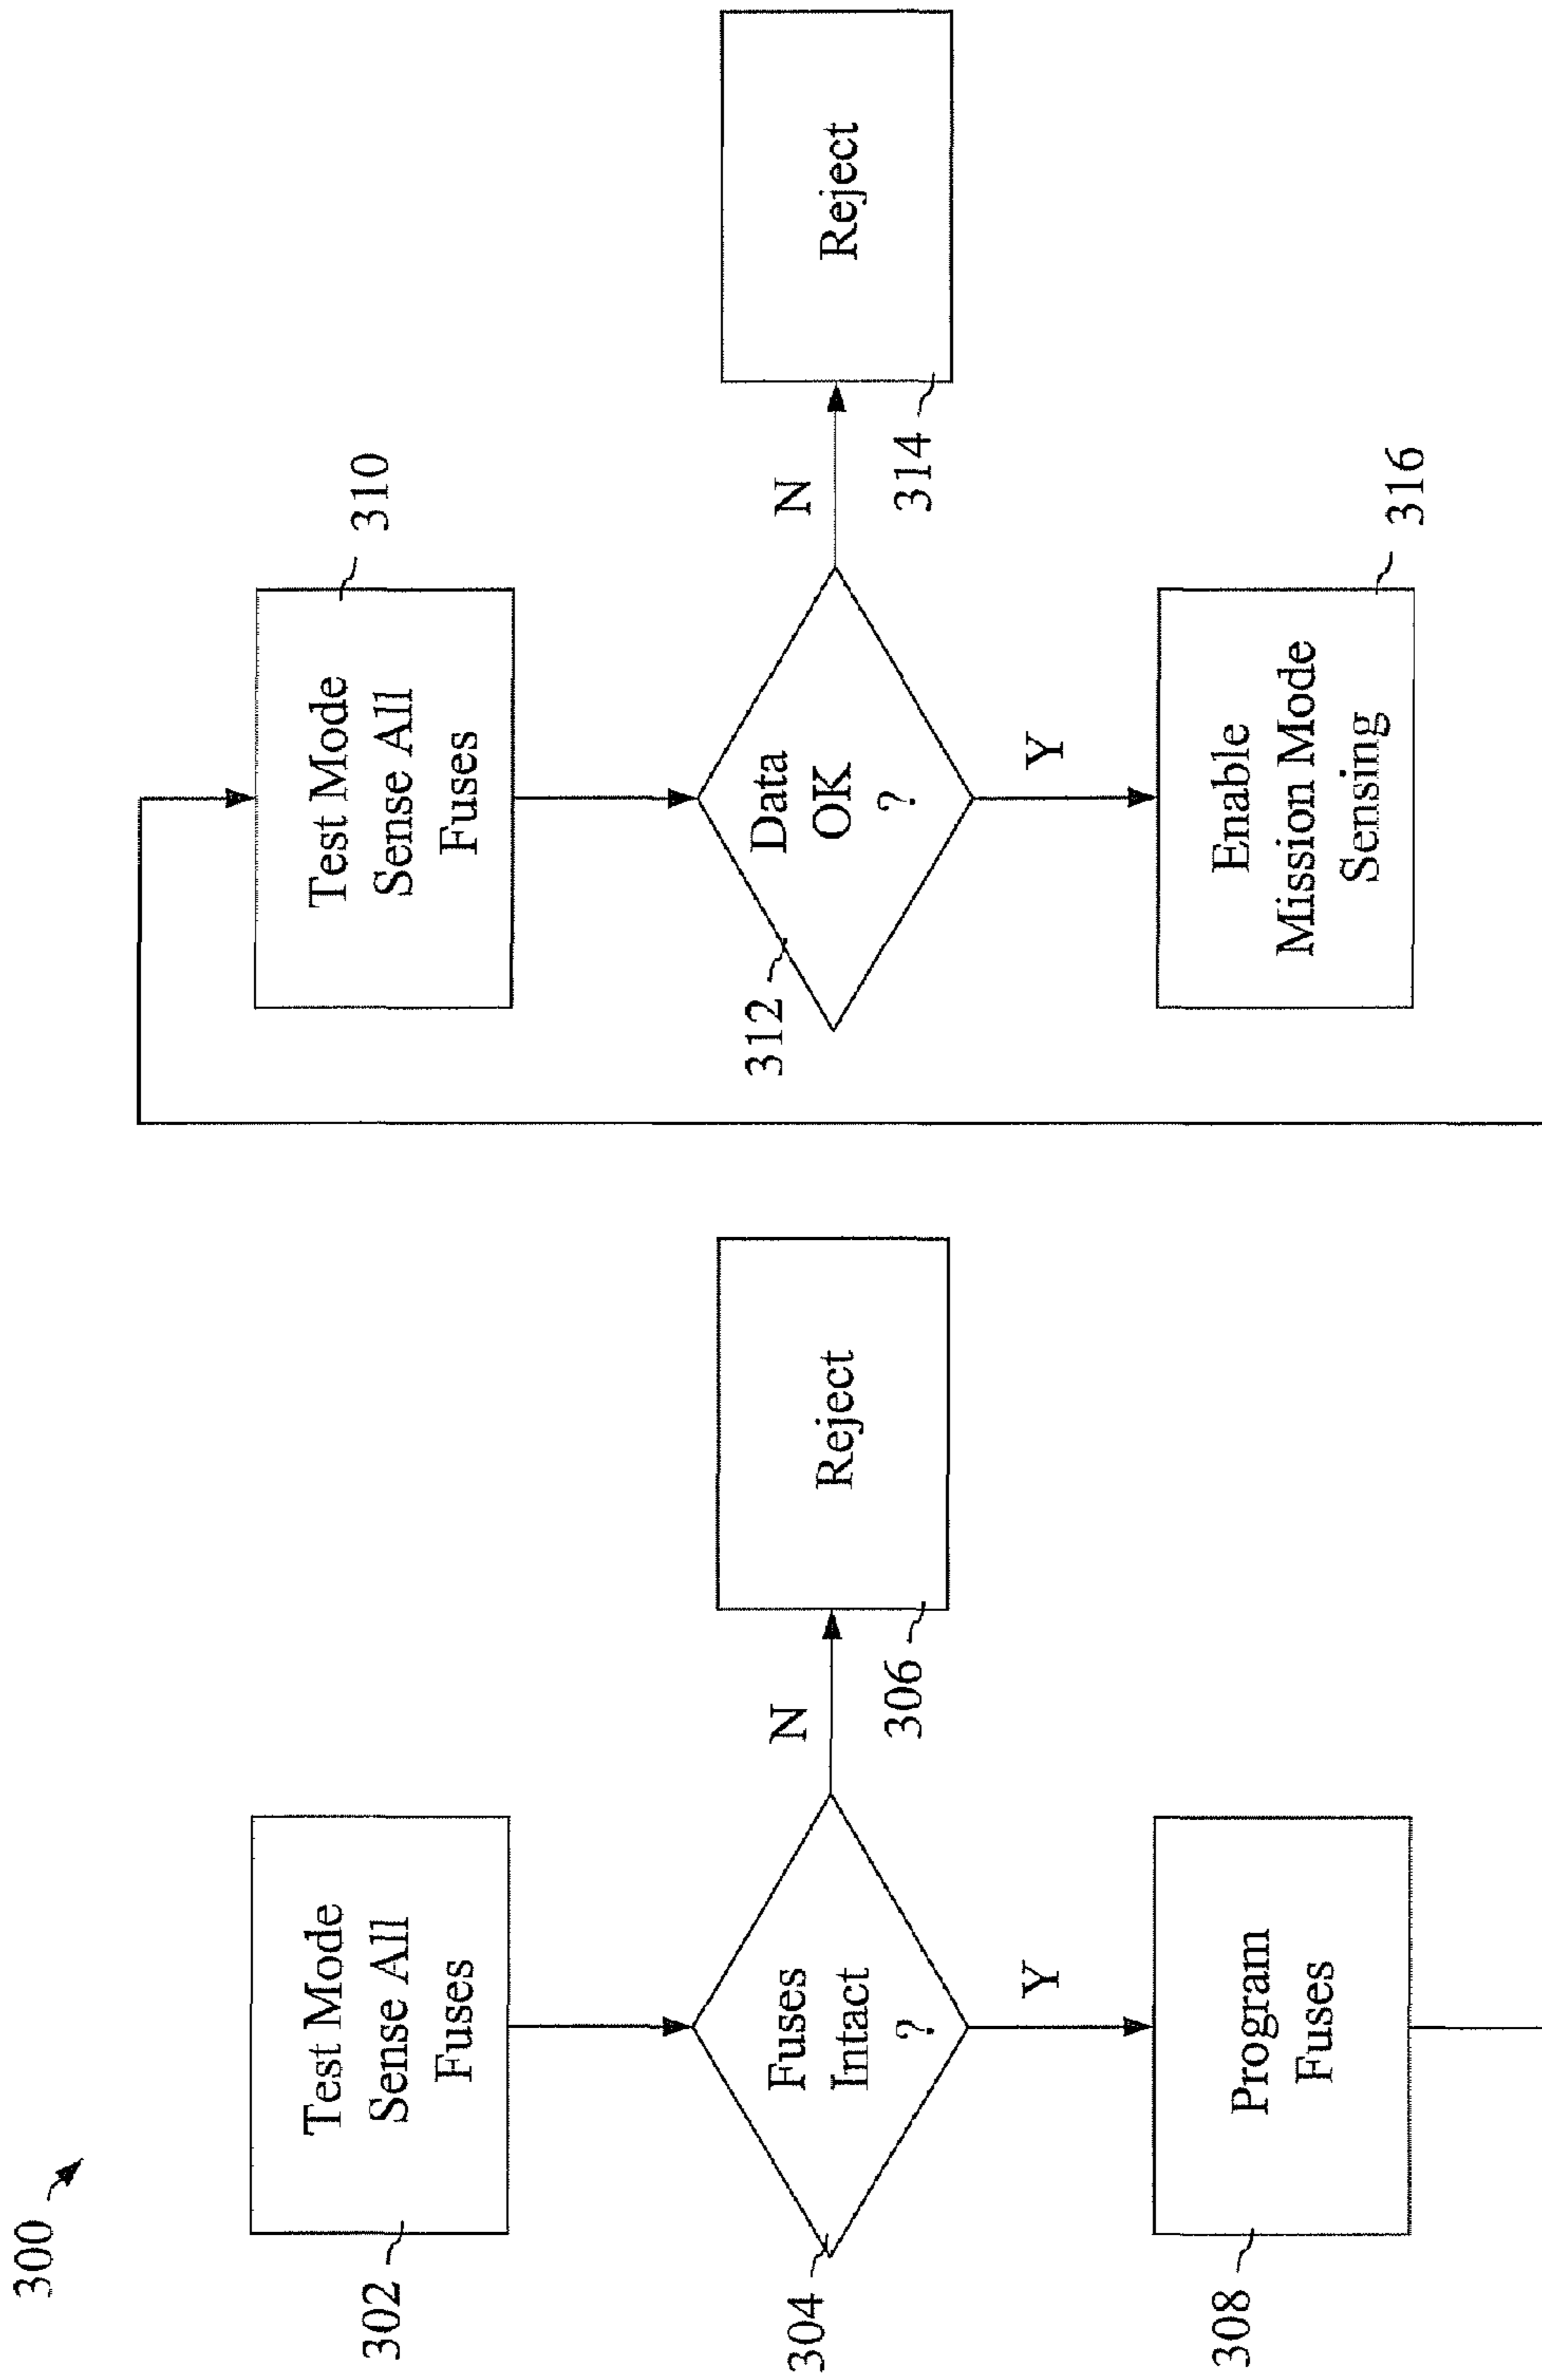 300
302
Test Mode
Sense All
Fuses
304
Fuses
Intact
?
N
306
Reject
Y
308
Program
Fuses
310
Test Mode
Sense All
Fuses
312
Data
OK
?
N
314
Reject
Y
316
Enable
Mission Mode
Sensing